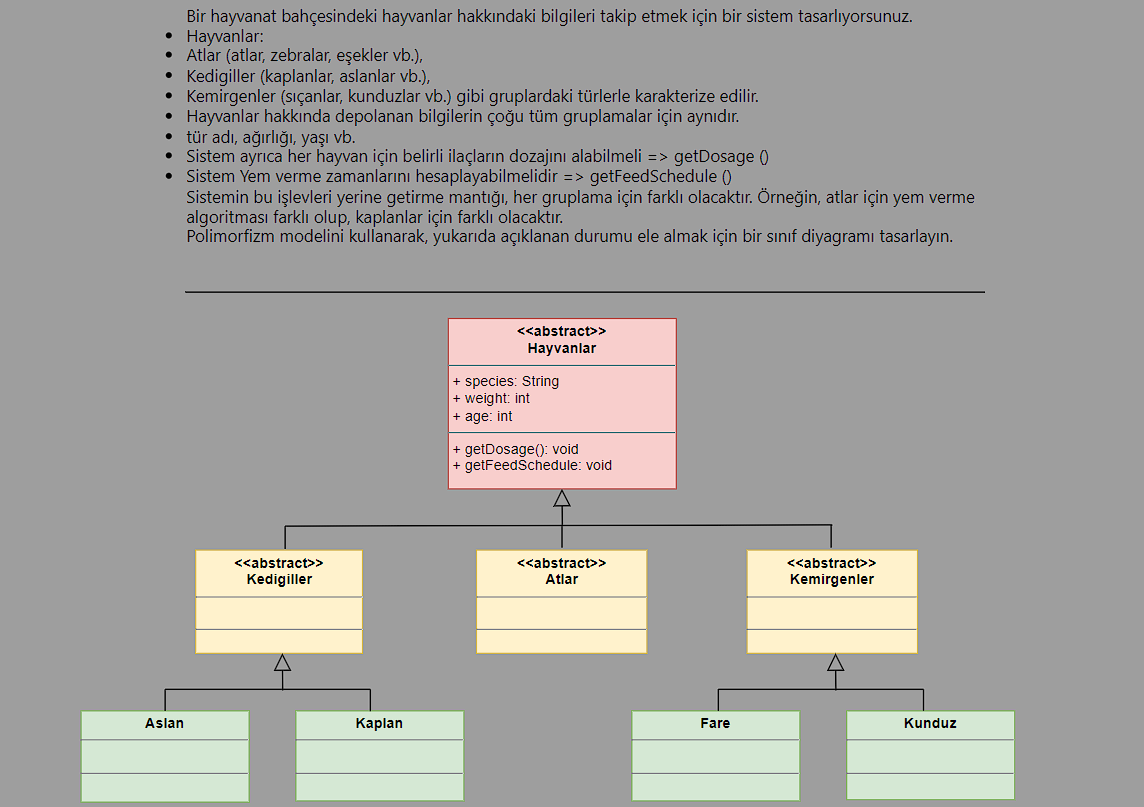 Bir hayvanat bahçesindeki hayvanlar hakkındaki bilgileri takip etmek için bir sistem tasarlıyorsunuz.
• Hayvanlar:
• Atlar (atlar, zebralar, eşekler vb.),
• Kedigiller (kaplanlar, aslanlar vb.),
• Kemirgenler (sıçanlar, kunduzlar vb.) gibi gruplardaki türlerle karakterize edilir.
• Hayvanlar hakkında depolanan bilgilerin çoğu tüm gruplamalar için aynıdır.
• tür adı, ağırlığı, yaşı vb.
• Sistem ayrıca her hayvan için belirli ilaçların dozajını alabilmeli => getDosage ()
• Sistem Yem verme zamanlarını hesaplayabilmelidir => getFeedSchedule ()
Sistemin bu işlevleri yerine getirme mantığı, her gruplama için farklı olacaktır. Örneğin, atlar için yem verme
algoritması farklı olup, kaplanlar için farklı olacaktır.
Polimorfizm modelini kullanarak, yukarıda açıklanan durumu ele almak için bir sınıf diyagramı tasarlayın.
<<abstract>>
Hayvanlar
+ species: String
+ weight: int
+ age: int
+ getDosage(): void
+ getFeedSchedule: void
<<abstract>>
Kedigiller
<<abstract>>
Atlar
<<abstract>>
Kemirgenler
Aslan
Kaplan
Fare
Kunduz